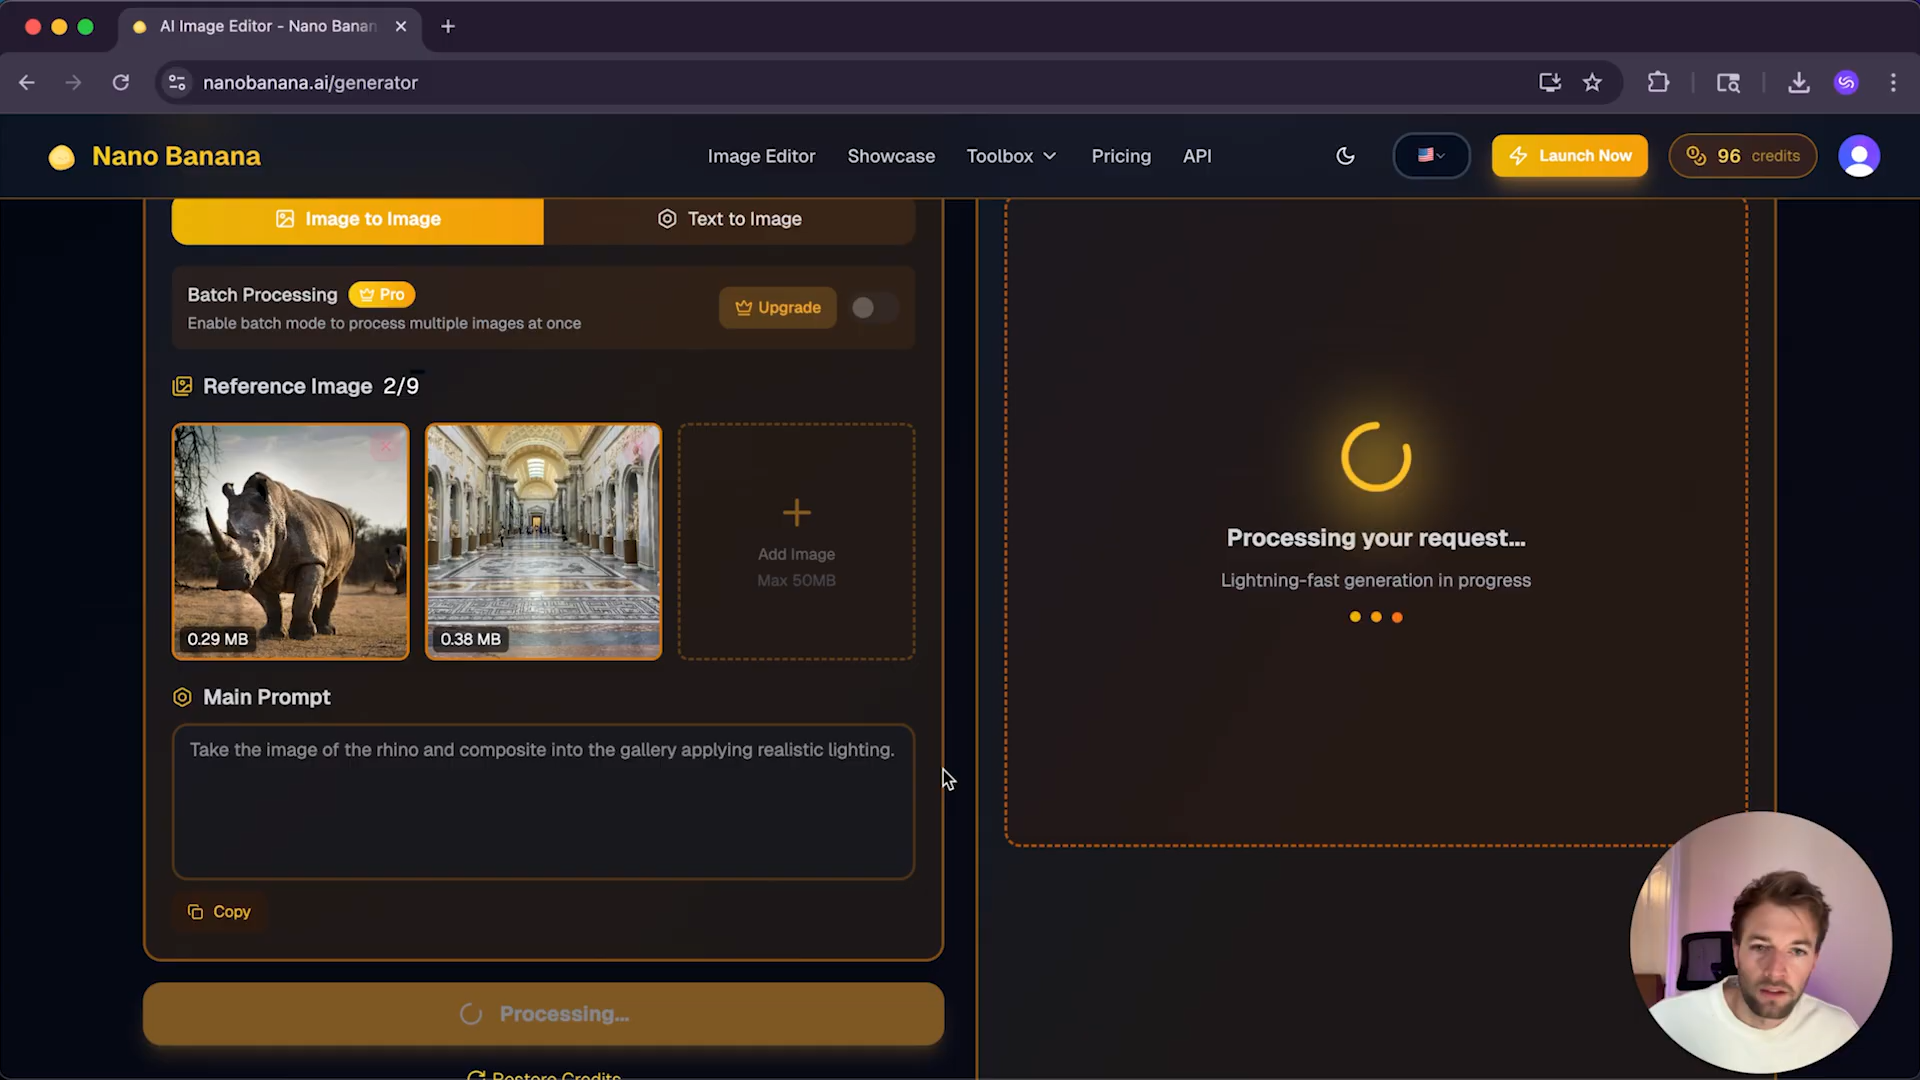 AI Image Editor - Nano Banan
nanobanana.ai/generator
Nano Banana
Image Editor
Showcase
Toolbox
Pricing
API
Launch Now
96 credits
Image to Image
Text to Image
Batch Processing
Pro
Enable batch mode to process multiple images at once
Upgrade
Reference Image 2/9
0.29 MB
0.38 MB
Add Image
Max 50MB
Main Prompt
Take the image of the rhino and composite into the gallery applying realistic lighting.
Copy
Processing...
Restore Credits
Processing your request...
Lightning-fast generation in progress